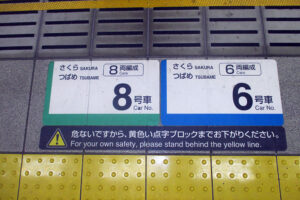 さくら SAKURA 8 両編成 Cars
つばめ TSUBAME
8 号車 Car No.
さくら SAKURA 6 両編成 Cars
つばめ TSUBAME
6 号車 Car No.
危ないですから、黄色い点字ブロックまでお下がりください。
For your own safety, please stand behind the yellow line.